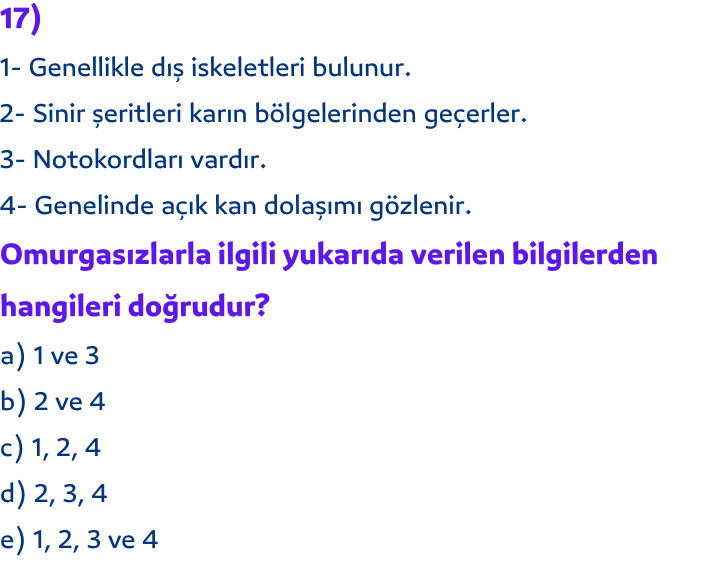 17)
1- Genellikle dış iskeletleri bulunur.
2- Sinir şeritleri karın bölgelerinden geçerler.
3- Notokordları vardır.
4- Genelinde açık kan dolaşımı gözlenir.
Omurgasızlarla ilgili yukarıda verilen bilgilerden
hangileri doğrudur?
a) 1 ve 3
b) 2 ve 4
c) 1, 2, 4
d) 2, 3, 4
e) 1, 2, 3 ve 4